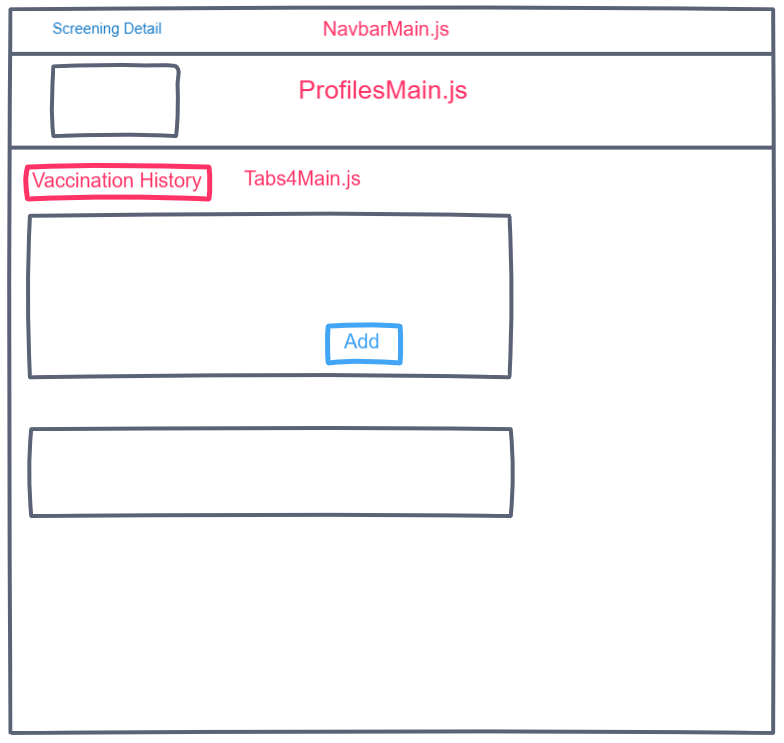 Screening Detail NavbarMain.js
ProfilesMain.js
Vaccination History Tabs4Main.js
Add